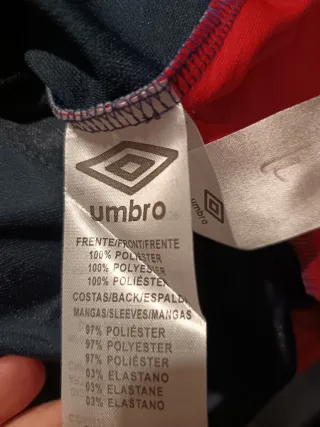 umbro
FRENTE/FRONT/FRENTE
100% POLIÉSTER
100% POLYESTER
100% POLIÉSTER
COSTAS/BACK/ESPALD
MANGAS/SLEEVES/MANGAS
97% POLIÉSTER
97% POLYESTER
97% POLIÉSTER
03% ELASTANO
03% ELASTANE
03% ELASTANO